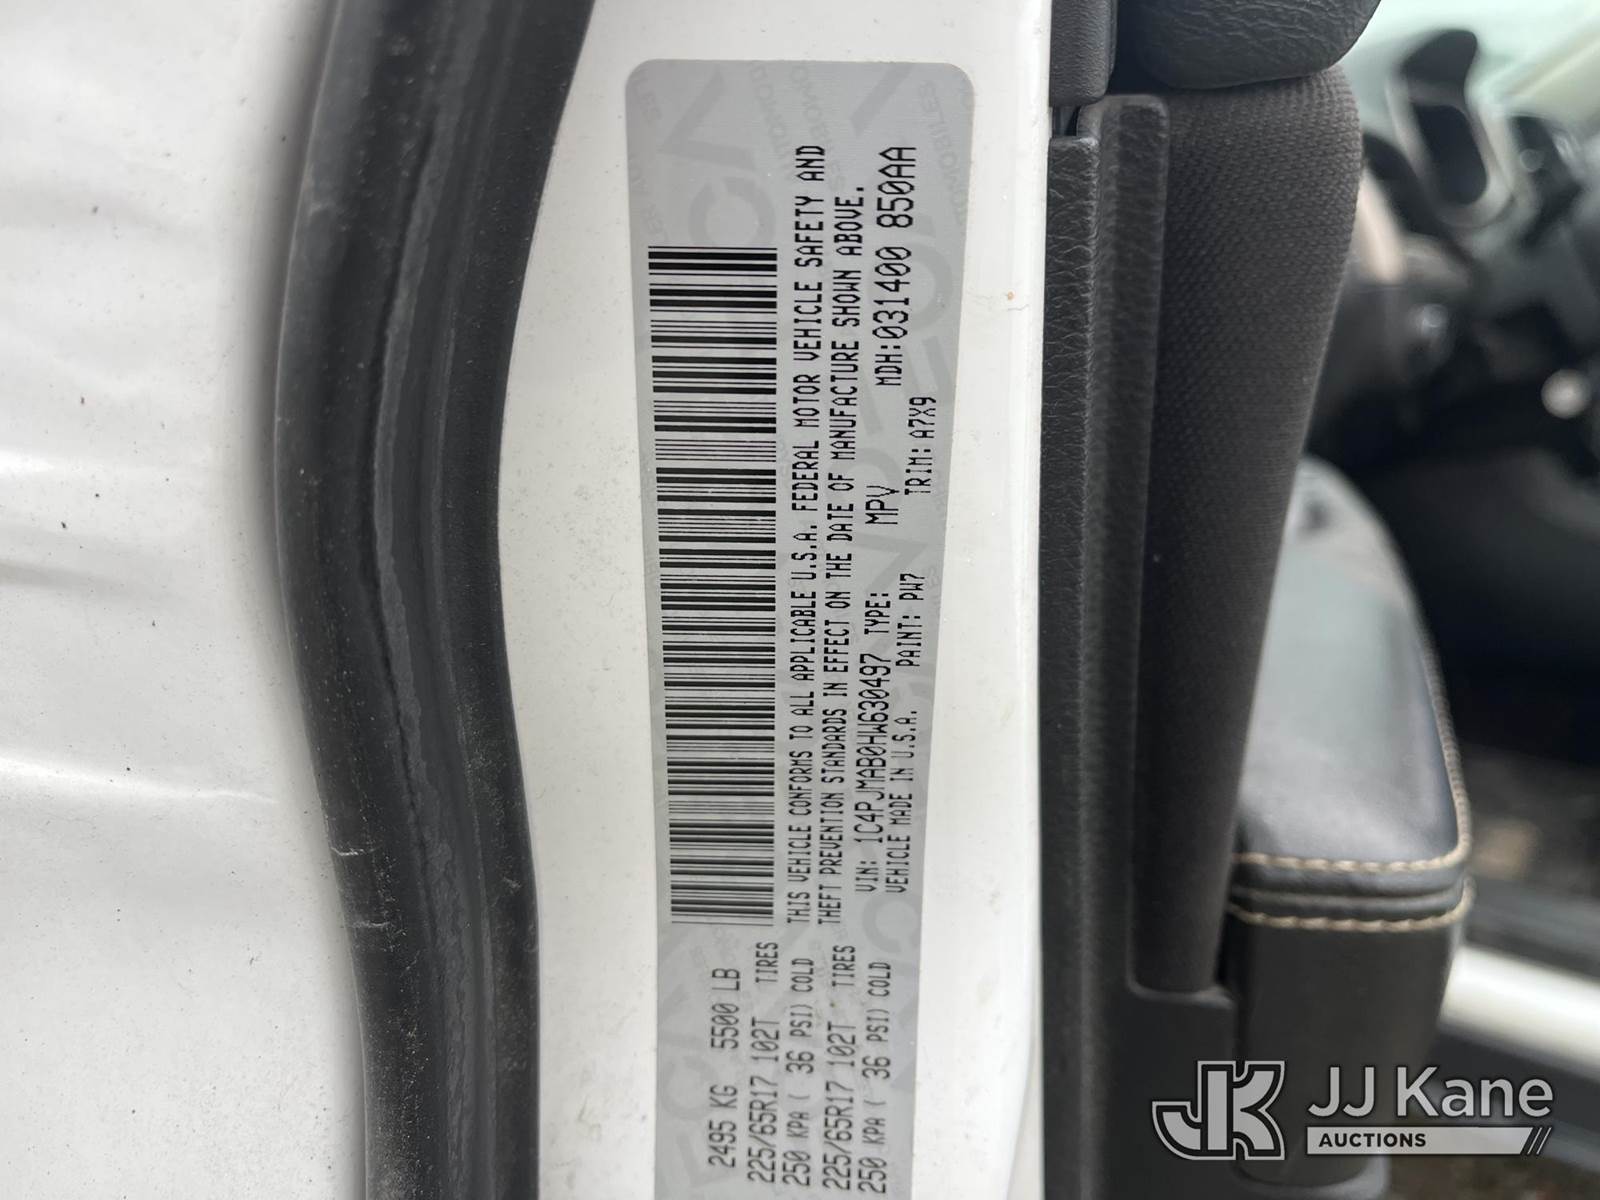 2495 KG 5500 LB
225/65R17 102T TIRES
250 KPA ( 36 PSI) COLD
225/65R17 102T TIRES
250 KPA ( 36 PSI) COLD
THIS VEHICLE CONFORMS TO ALL APPLICABLE U.S.A. FEDERAL MOTOR VEHICLE SAFETY AND
THEFT PREVENTION STANDARDS IN EFFECT ON THE DATE OF MANUFACTURE SHOWN ABOVE.
VIN: 1C4PJMAB0HW630497 TYPE: MPV MDH:031400 850AA
VEHICLE MADE IN U.S.A. PAINT: PW7 TRIM:A7X9
JK JJ Kane
AUCTIONS